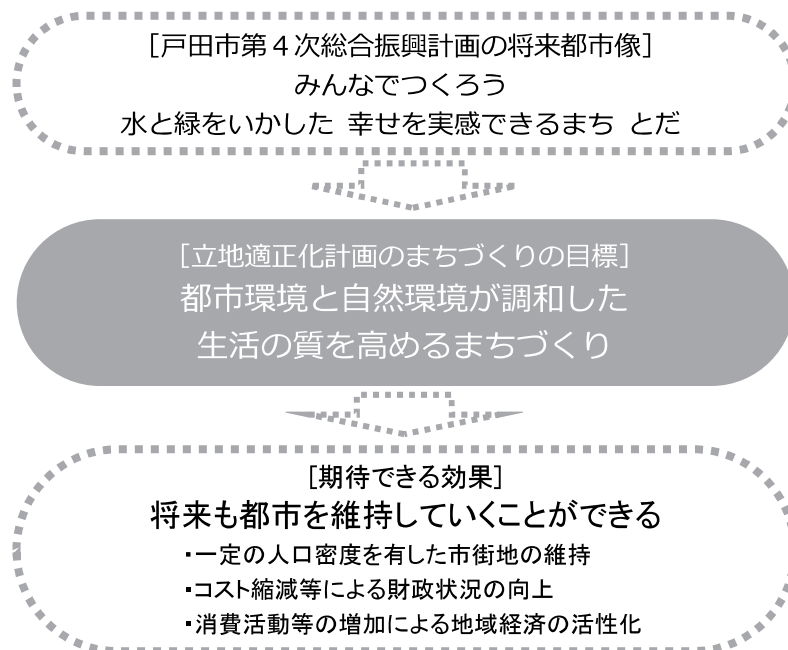 ［戸田市第４次総合振興計画の将来都市像］
みんなでつくろう
水と緑をいかした 幸せを実感できるまち とだ
［立地適正化計画のまちづくりの目標］
都市環境と自然環境が調和した
生活の質を高めるまちづくり
［期待できる効果］
将来も都市を維持していくことができる
・一定の人口密度を有した市街地の維持
・コスト縮減等による財政状況の向上
・消費活動等の増加による地域経済の活性化